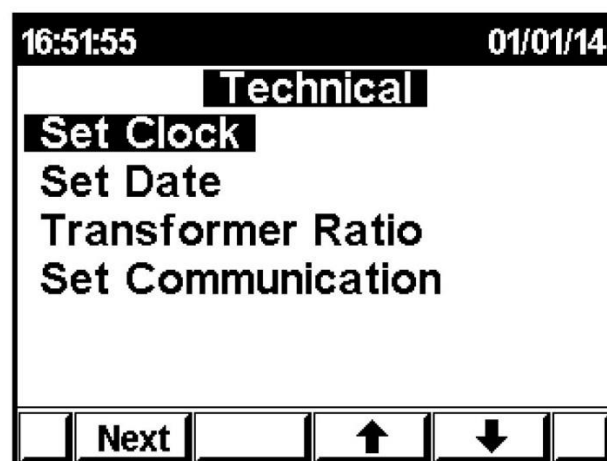 16:51:55 01/01/14
Technical
Set Clock
Set Date
Transformer Ratio
Set Communication
Next ↑ ↓